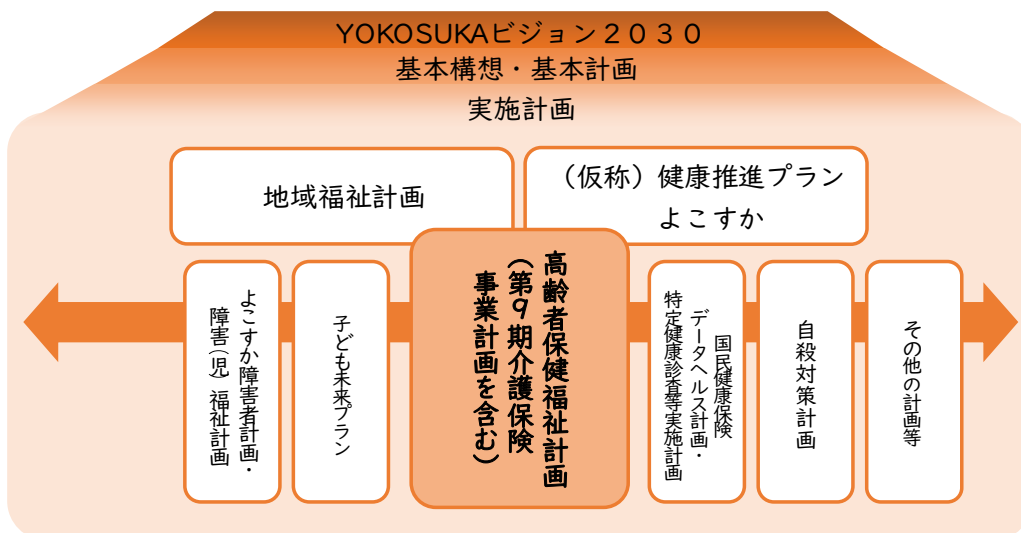 YOKOSUKAビジョン２０３０
基本構想・基本計画
実施計画
地域福祉計画
（仮称）健康推進プラン
よこすか
よこすか障害者計画・
障害（児）福祉計画
子ども未来プラン
高齢者保健福祉計画
（第９期介護保険
事業計画を含む）
国民健康保険
データヘルス計画・
特定健康診査等実施計画
自殺対策計画
その他の計画等